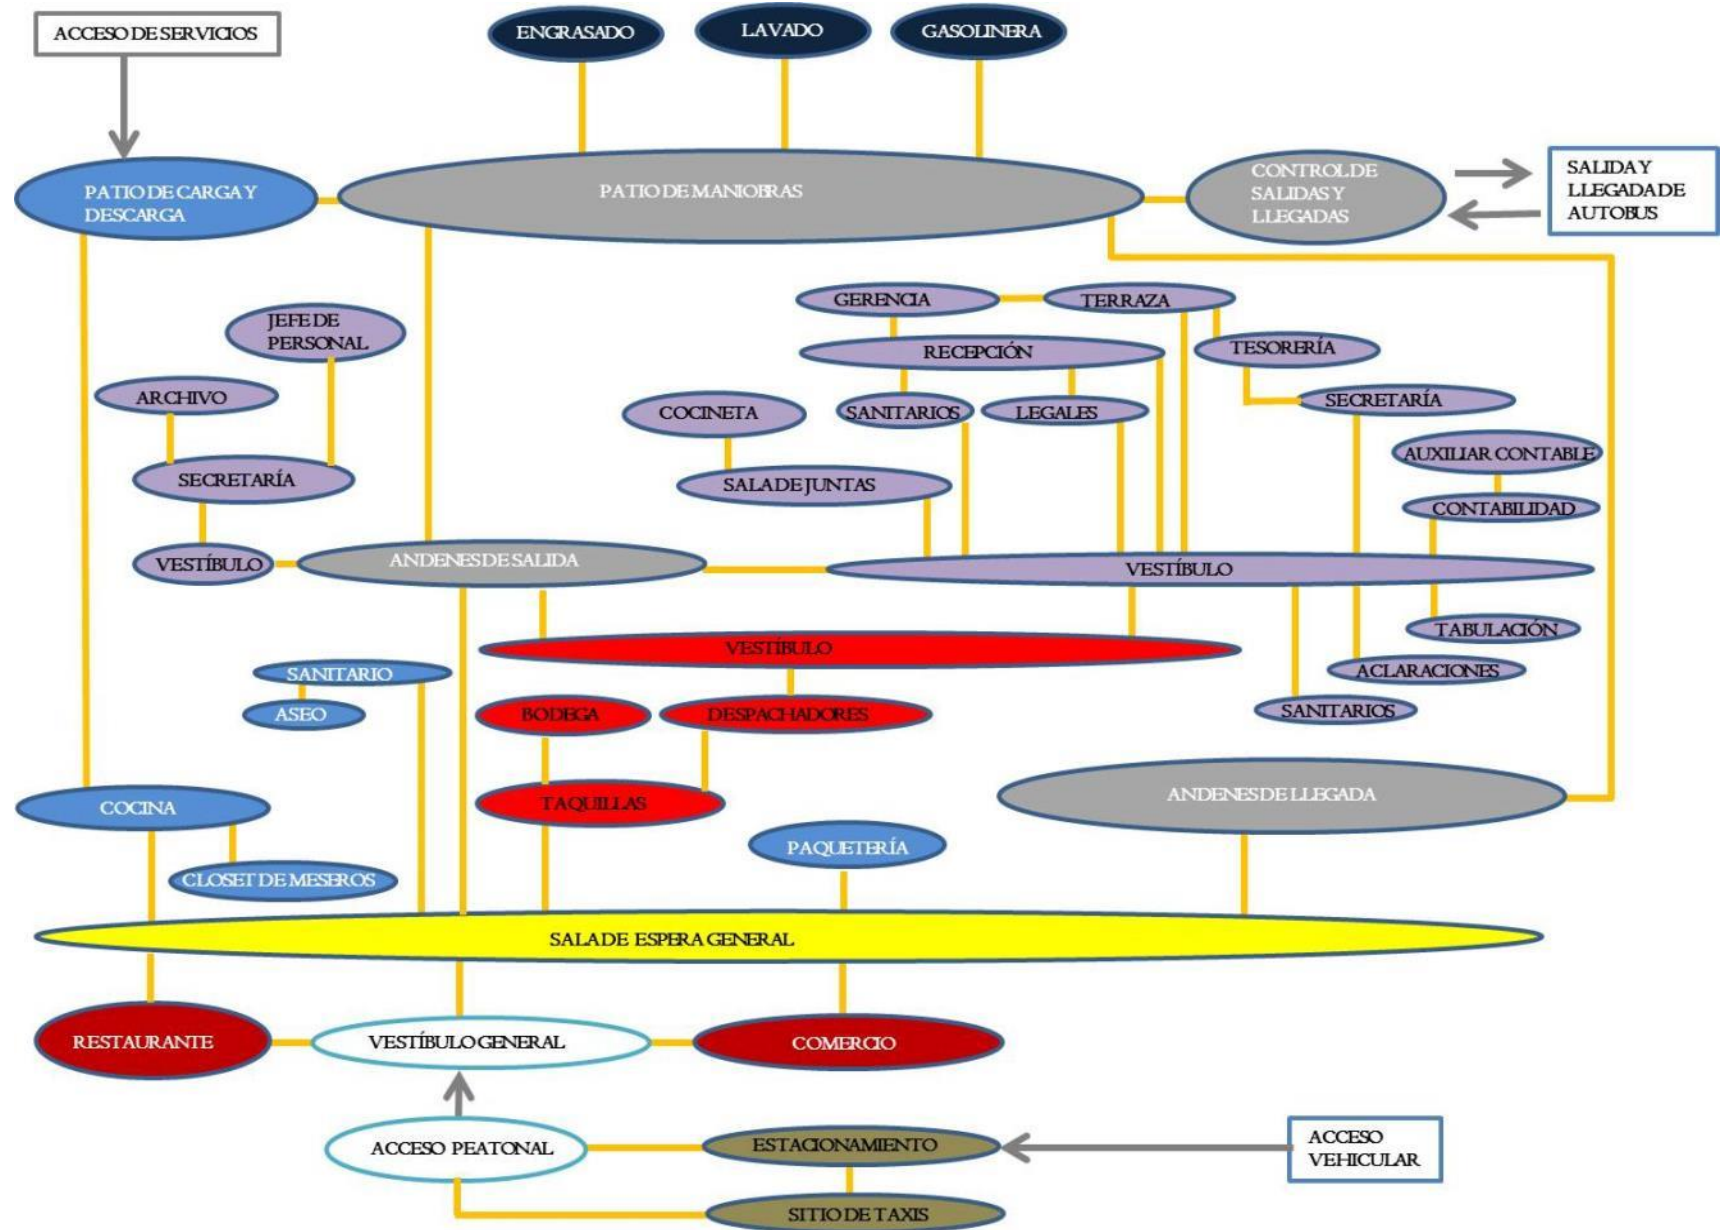 ACCESO DE SERVICIOS
ENGRASADO
LAVADO
GASOLINERA
PATIO DE CARGA Y
DESCARGA
PATIO DE MANIOBRAS
CONTROL DE
SALIDAS Y
LLEGADAS
SALIDA Y
LLEGADA DE
AUTOBUS
GERENCIA
TERRAZA
JEFE DE
PERSONAL
RECEPCIÓN
TESORERÍA
ARCHIVO
COCINETA
SANITARIOS
LEGALES
SECRETARÍA
AUXILIAR CONTABLE
SECRETARÍA
SALA DE JUNTAS
CONTABILIDAD
VESTÍBULO
ANDENES DE SALIDA
VESTÍBULO
TABULACIÓN
VESTÍBULO
SANITARIO
ACLARACIONES
ASEO
BODEGA
DESPACHADORES
SANITARIOS
COCINA
TAQUILLAS
ANDENES DE LLEGADA
PAQUETERÍA
CLOSET DE MESEROS
SALA DE ESPERA GENERAL
RESTAURANTE
VESTÍBULO GENERAL
COMERCIO
ACCESO PEATONAL
ESTACIONAMIENTO
ACCESO
VEHICULAR
SITIO DE TAXIS